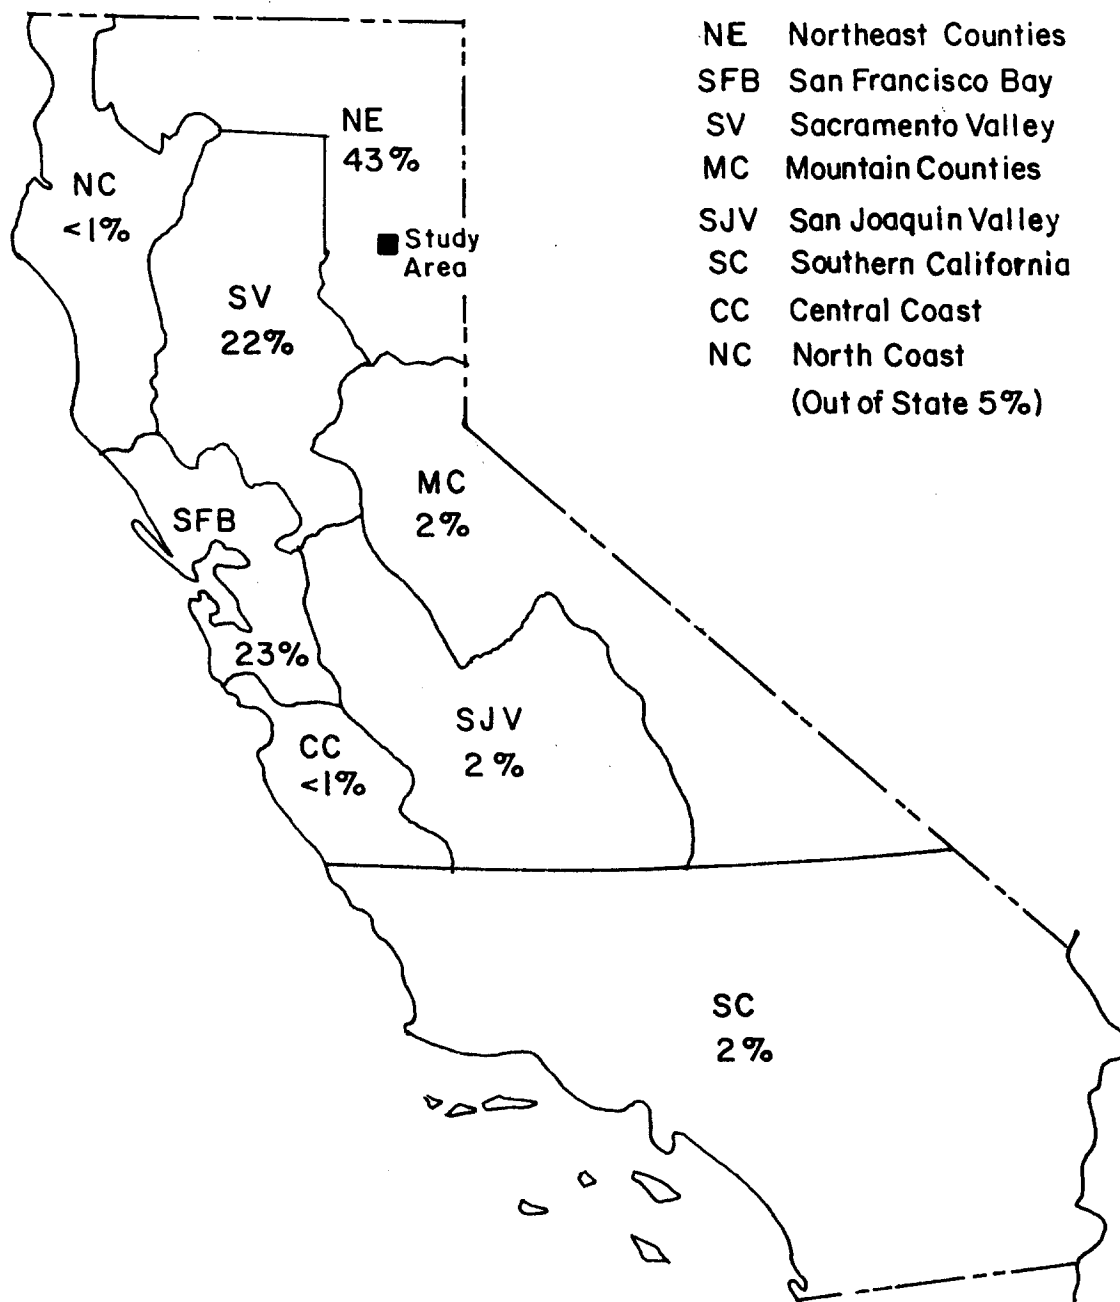 NE Northeast Counties
SFB San Francisco Bay
SV Sacramento Valley
MC Mountain Counties
SJV San Joaquin Valley
SC Southern California
CC Central Coast
NC North Coast
(Out of State 5%)
NE
43%
NC
<1%
Study
Area
SV
22%
MC
2%
SFB
23%
SJV
2%
CC
<1%
SC
2%